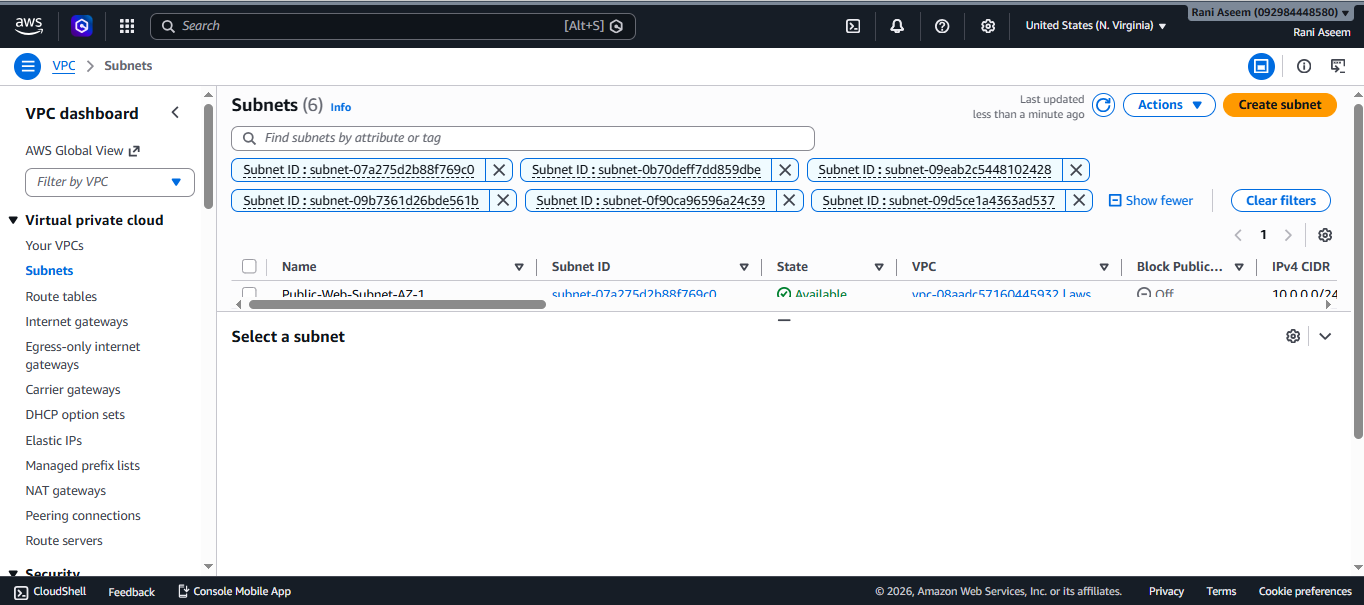 aws
Search [Alt+S]
United States (N. Virginia)
Rani Aseem (092984448580)
Rani Aseem
VPC Subnets
VPC dashboard
AWS Global View
Filter by VPC
Virtual private cloud
Your VPCs
Subnets
Route tables
Internet gateways
Egress-only internet
gateways
Carrier gateways
DHCP option sets
Elastic IPs
Managed prefix lists
NAT gateways
Peering connections
Route servers
Security
Subnets (6) Info
Last updated
less than a minute ago
Actions
Create subnet
Find subnets by attribute or tag
Subnet ID : subnet-07a275d2b88f769c0 Subnet ID : subnet-0b70deff7dd859dbe Subnet ID : subnet-09eab2c5448102428
Subnet ID : subnet-09b7361d26bde561b Subnet ID : subnet-0f90ca96596a24c39 Subnet ID : subnet-09d5ce1a4363ad537 Show fewer Clear filters
1
Name Subnet ID State VPC Block Public... IPv4 CIDR
Public-Web-Subnet-AZ-1 subnet-07a275d2b88f769c0 Available vpc-08aadc57160445932 | aws Off 10.0.0.0/24
Select a subnet
CloudShell Feedback Console Mobile App © 2026, Amazon Web Services, Inc. or its affiliates. Privacy Terms Cookie preferences